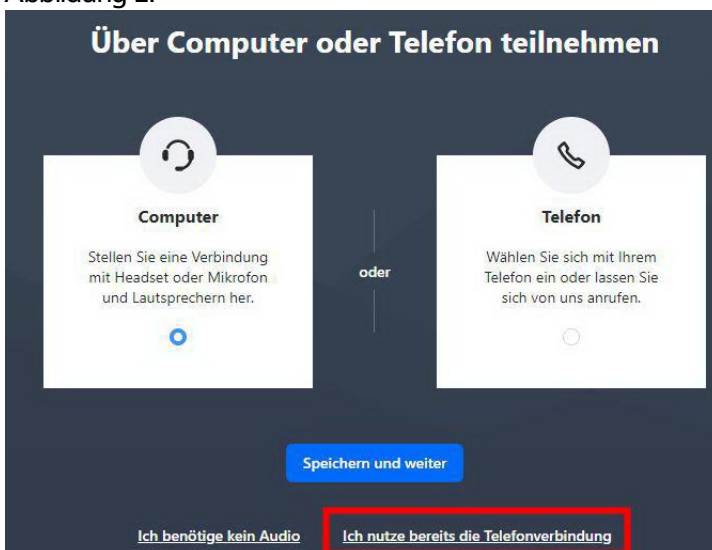 Abbildung 2:
Über Computer oder Telefon teilnehmen
Computer
Stellen Sie eine Verbindung
mit Headset oder Mikrofon
und Lautsprechern her.
oder
Telefon
Wählen Sie sich mit Ihrem
Telefon ein oder lassen Sie
sich von uns anrufen.
Speichern und weiter
Ich benötige kein Audio
Ich nutze bereits die Telefonverbindung